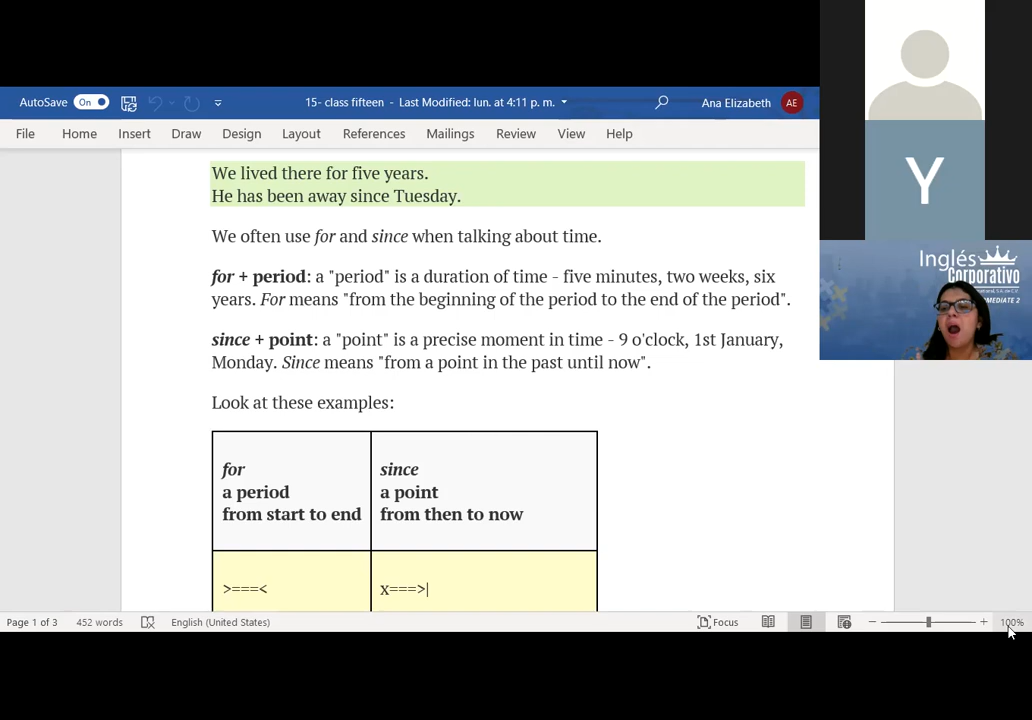 AutoSave On 15- class fifteen - Last Modified: lun. at 4:11 p. m. Ana Elizabeth AE
File Home Insert Draw Design Layout References Mailings Review View Help
We lived there for five years.
He has been away since Tuesday.
We often use for and since when talking about time.
for + period: a "period" is a duration of time - five minutes, two weeks, six
years. For means "from the beginning of the period to the end of the period".
since + point: a "point" is a precise moment in time - 9 o'clock, 1st January,
Monday. Since means "from a point in the past until now".
Look at these examples:
for
a period
from start to end
since
a point
from then to now
>===<
x===>|
Page 1 of 3 452 words English (United States) Focus 100%
Y
Inglés
Corporativo